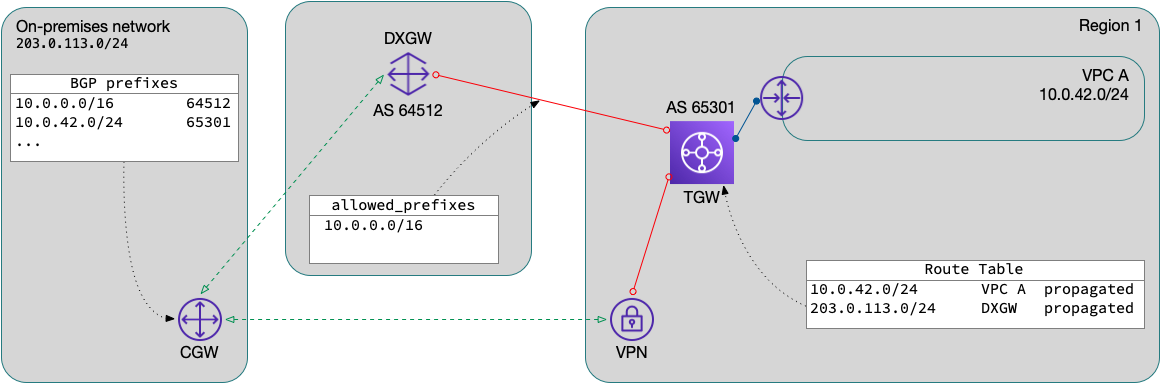 On-premises network
203.0.113.0/24
BGP prefixes
10.0.0.0/16 64512
10.0.42.0/24 65301
...
CGW
DXGW
AS 64512
allowed_prefixes
10.0.0.0/16
Region 1
VPC A
10.0.42.0/24
AS 65301
TGW
Route Table
10.0.42.0/24 VPC A propagated
203.0.113.0/24 DXGW propagated
VPN